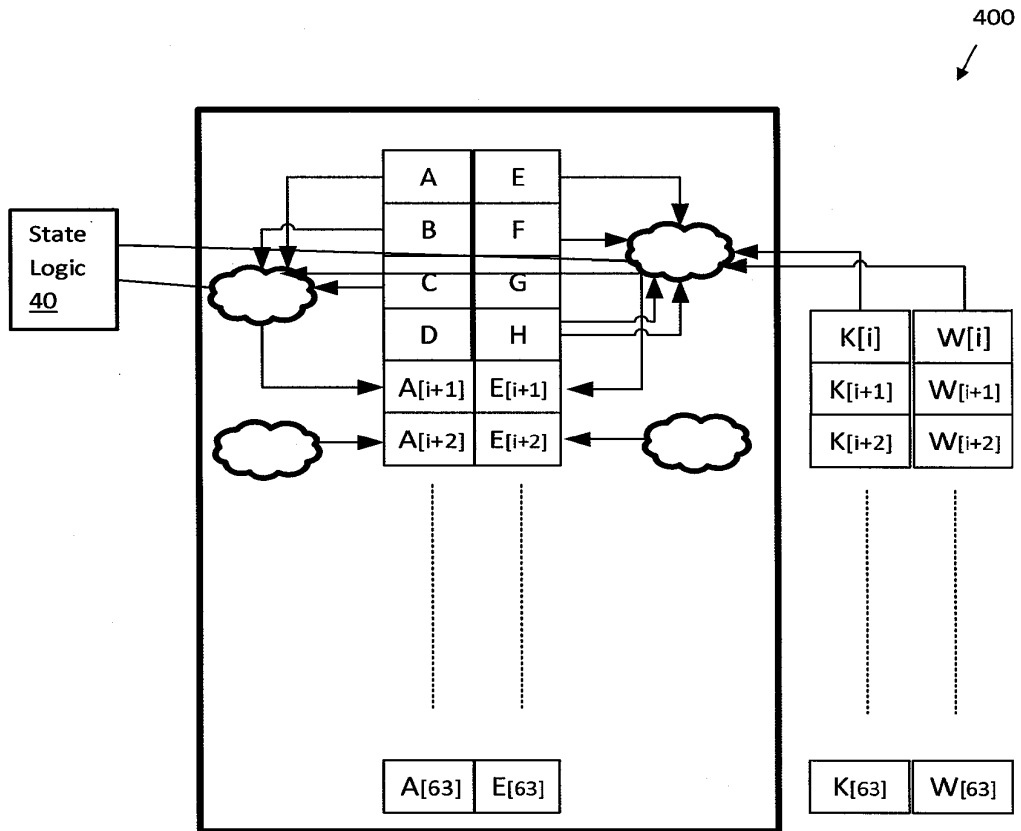 400
State
Logic
40
A E
B F
C G
D H
A[i+1] E[i+1]
A[i+2] E[i+2]
A[63] E[63]
K[i] W[i]
K[i+1] W[i+1]
K[i+2] W[i+2]
K[63] W[63]